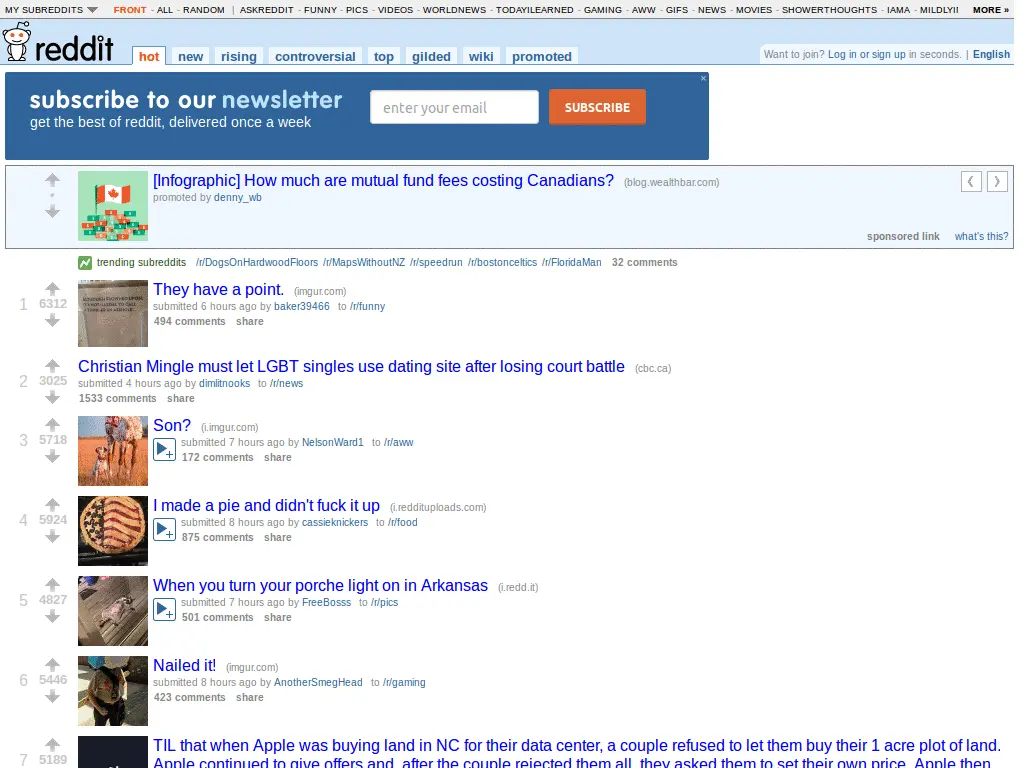 MY SUBREDDITS FRONT - ALL - RANDOM | ASKREDDIT - FUNNY - PICS - VIDEOS - WORLDNEWS - TODAYILEARNED - GAMING - AWW - GIFS - NEWS - MOVIES - SHOWERTHOUGHTS - IAMA - MILDLYII MORE »
reddit hot new rising controversial top gilded wiki promoted Want to join? Log in or sign up in seconds. | English
subscribe to our newsletter
get the best of reddit, delivered once a week
enter your email
SUBSCRIBE
×
[Infographic] How much are mutual fund fees costing Canadians? (blog.wealthbar.com)
promoted by denny_wb
sponsored link what's this?
trending subreddits /r/DogsOnHardwoodFloors /r/MapsWithoutNZ /r/speedrun /r/bostonceltics /r/FloridaMan 32 comments
1 6312
They have a point. (imgur.com)
submitted 6 hours ago by baker39466 to /r/funny
494 comments share
2 3025
Christian Mingle must let LGBT singles use dating site after losing court battle (cbc.ca)
submitted 4 hours ago by dimlitnooks to /r/news
1533 comments share
3 5718
Son? (i.imgur.com)
submitted 7 hours ago by NelsonWard1 to /r/aww
172 comments share
4 5924
I made a pie and didn't fuck it up (i.reddituploads.com)
submitted 8 hours ago by cassieknickers to /r/food
875 comments share
5 4827
When you turn your porche light on in Arkansas (i.redd.it)
submitted 7 hours ago by FreeBosss to /r/pics
501 comments share
6 5446
Nailed it! (imgur.com)
submitted 8 hours ago by AnotherSmegHead to /r/gaming
423 comments share
7 5189
TIL that when Apple was buying land in NC for their data center, a couple refused to let them buy their 1 acre plot of land.
Apple continued to give offers and, after the couple rejected them all, they asked them to set their own price. Apple then